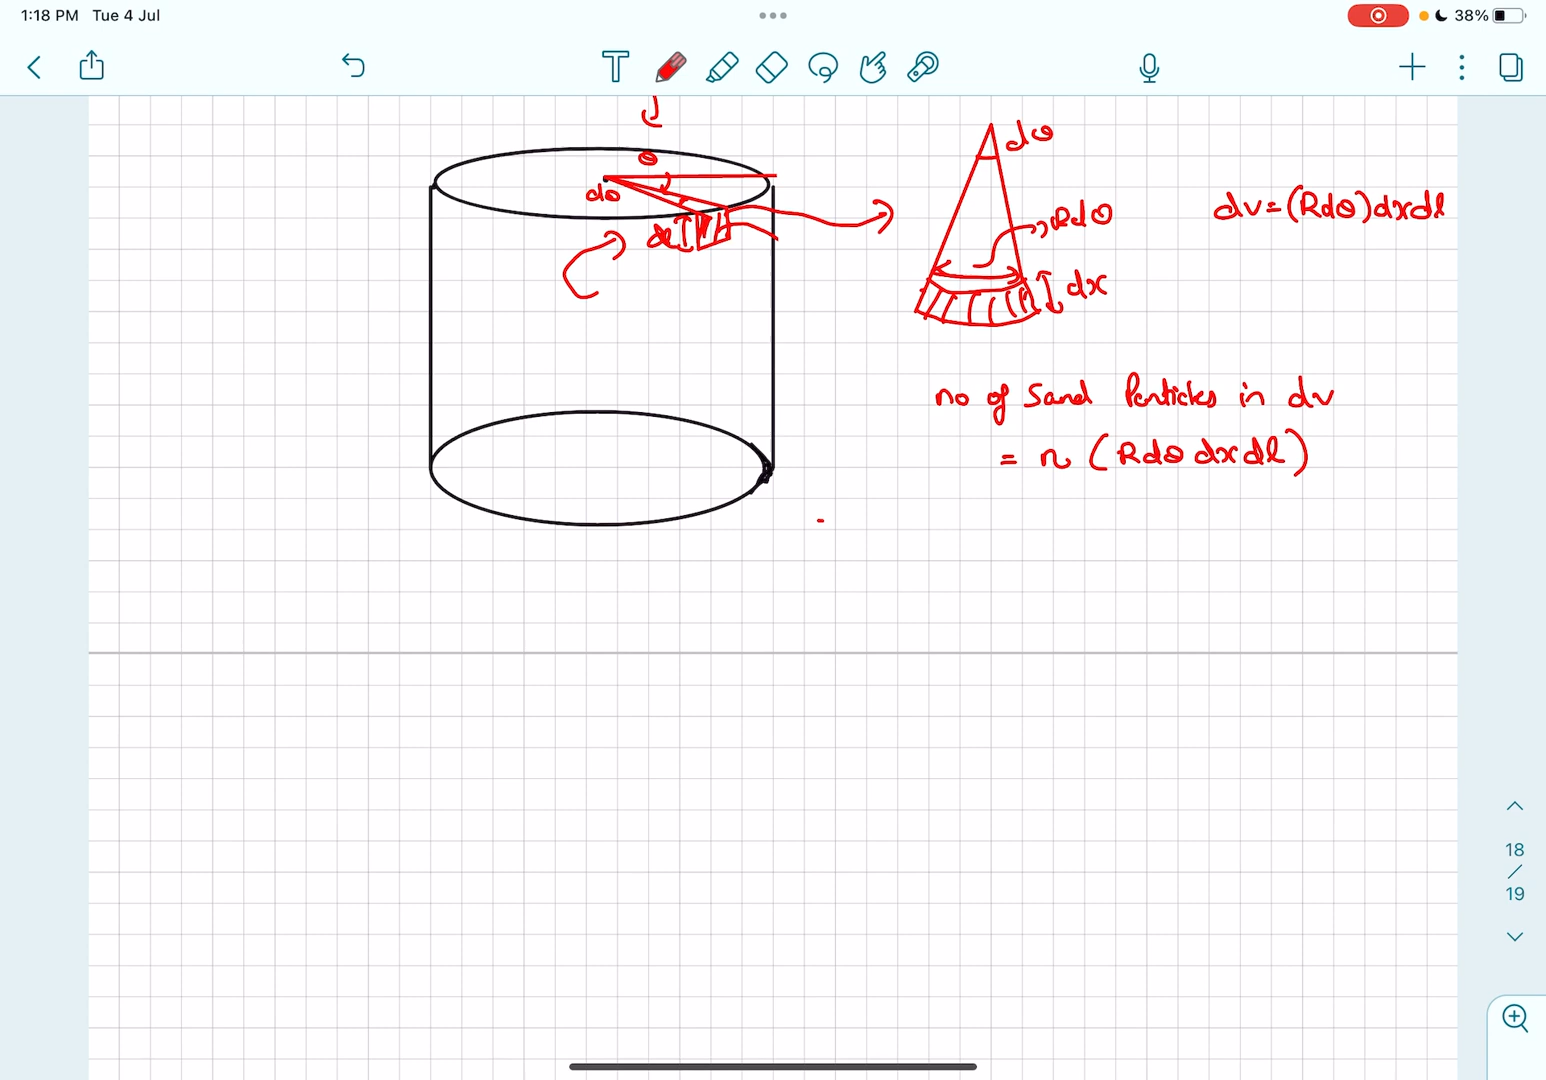 1:18 PM Tue 4 Jul
38%
T
θ
dθ
dl
dθ
Rdθ
dx
dv=(Rdθ)dxdl
no of Sand Particles in dv
= n (Rdθ dxdl)
18
/
19